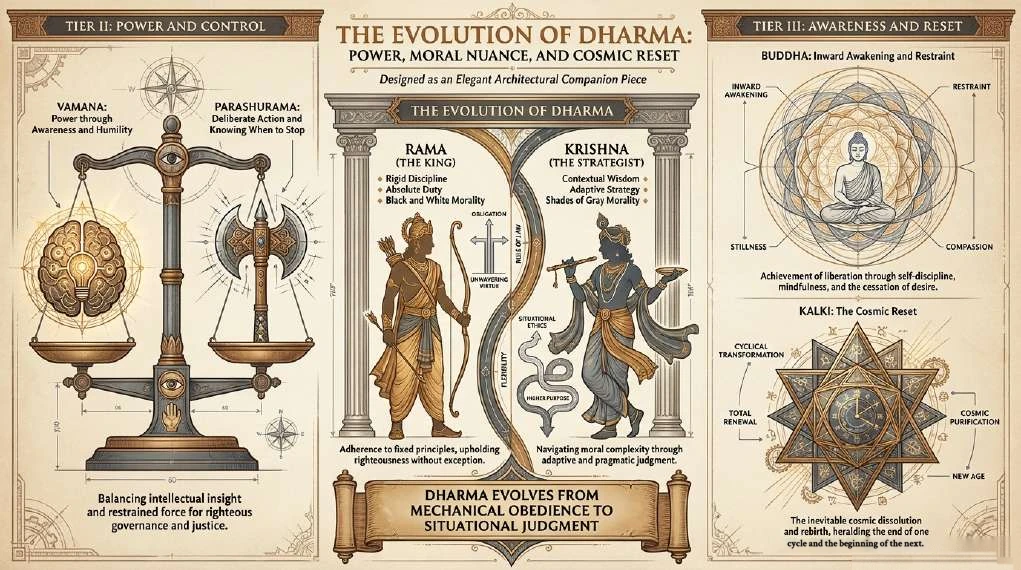 TIER II: POWER AND CONTROL
VAMANA:
Power through
Awareness and Humility
PARASHURAMA:
Deliberate Action and
Knowing When to Stop
W
60
Balancing intellectual insight
and restrained force for righteous
governance and justice.
THE EVOLUTION OF DHARMA:
POWER, MORAL NUANCE, AND COSMIC RESET
Designed as an Elegant Architectural Companion Piece
THE EVOLUTION OF DHARMA
RAMA
(THE KING)
Rigid Discipline
Absolute Duty
Black and White Morality
OBLIGATION
UNWAVERING
VIRTUE
RULE OF LAW
KRISHNA
(THE STRATEGIST)
Contextual Wisdom
Adaptive Strategy
Shades of Gray Morality
SITUATIONAL
ETHICS
HIGHER PURPOSE
FLEXIBILITY
Adherence to fixed principles, upholding
righteousness without exception.
Navigating moral complexity through
adaptive and pragmatic judgment.
DHARMA EVOLVES FROM
MECHANICAL OBEDIENCE TO
SITUATIONAL JUDGMENT
TIER III: AWARENESS AND RESET
BUDDHA: Inward Awakening and Restraint
INWARD
AWAKENING
RESTRAINT
STILLNESS
COMPASSION
Achievement of liberation through self-discipline,
mindfulness, and the cessation of desire.
KALKI: The Cosmic Reset
CYCLICAL
TRANSFORMATION
TOTAL
RENEWAL
COSMIC
PURIFICATION
NEW AGE
The inevitable cosmic dissolution
and rebirth, heralding the end of one
cycle and the beginning of the next.